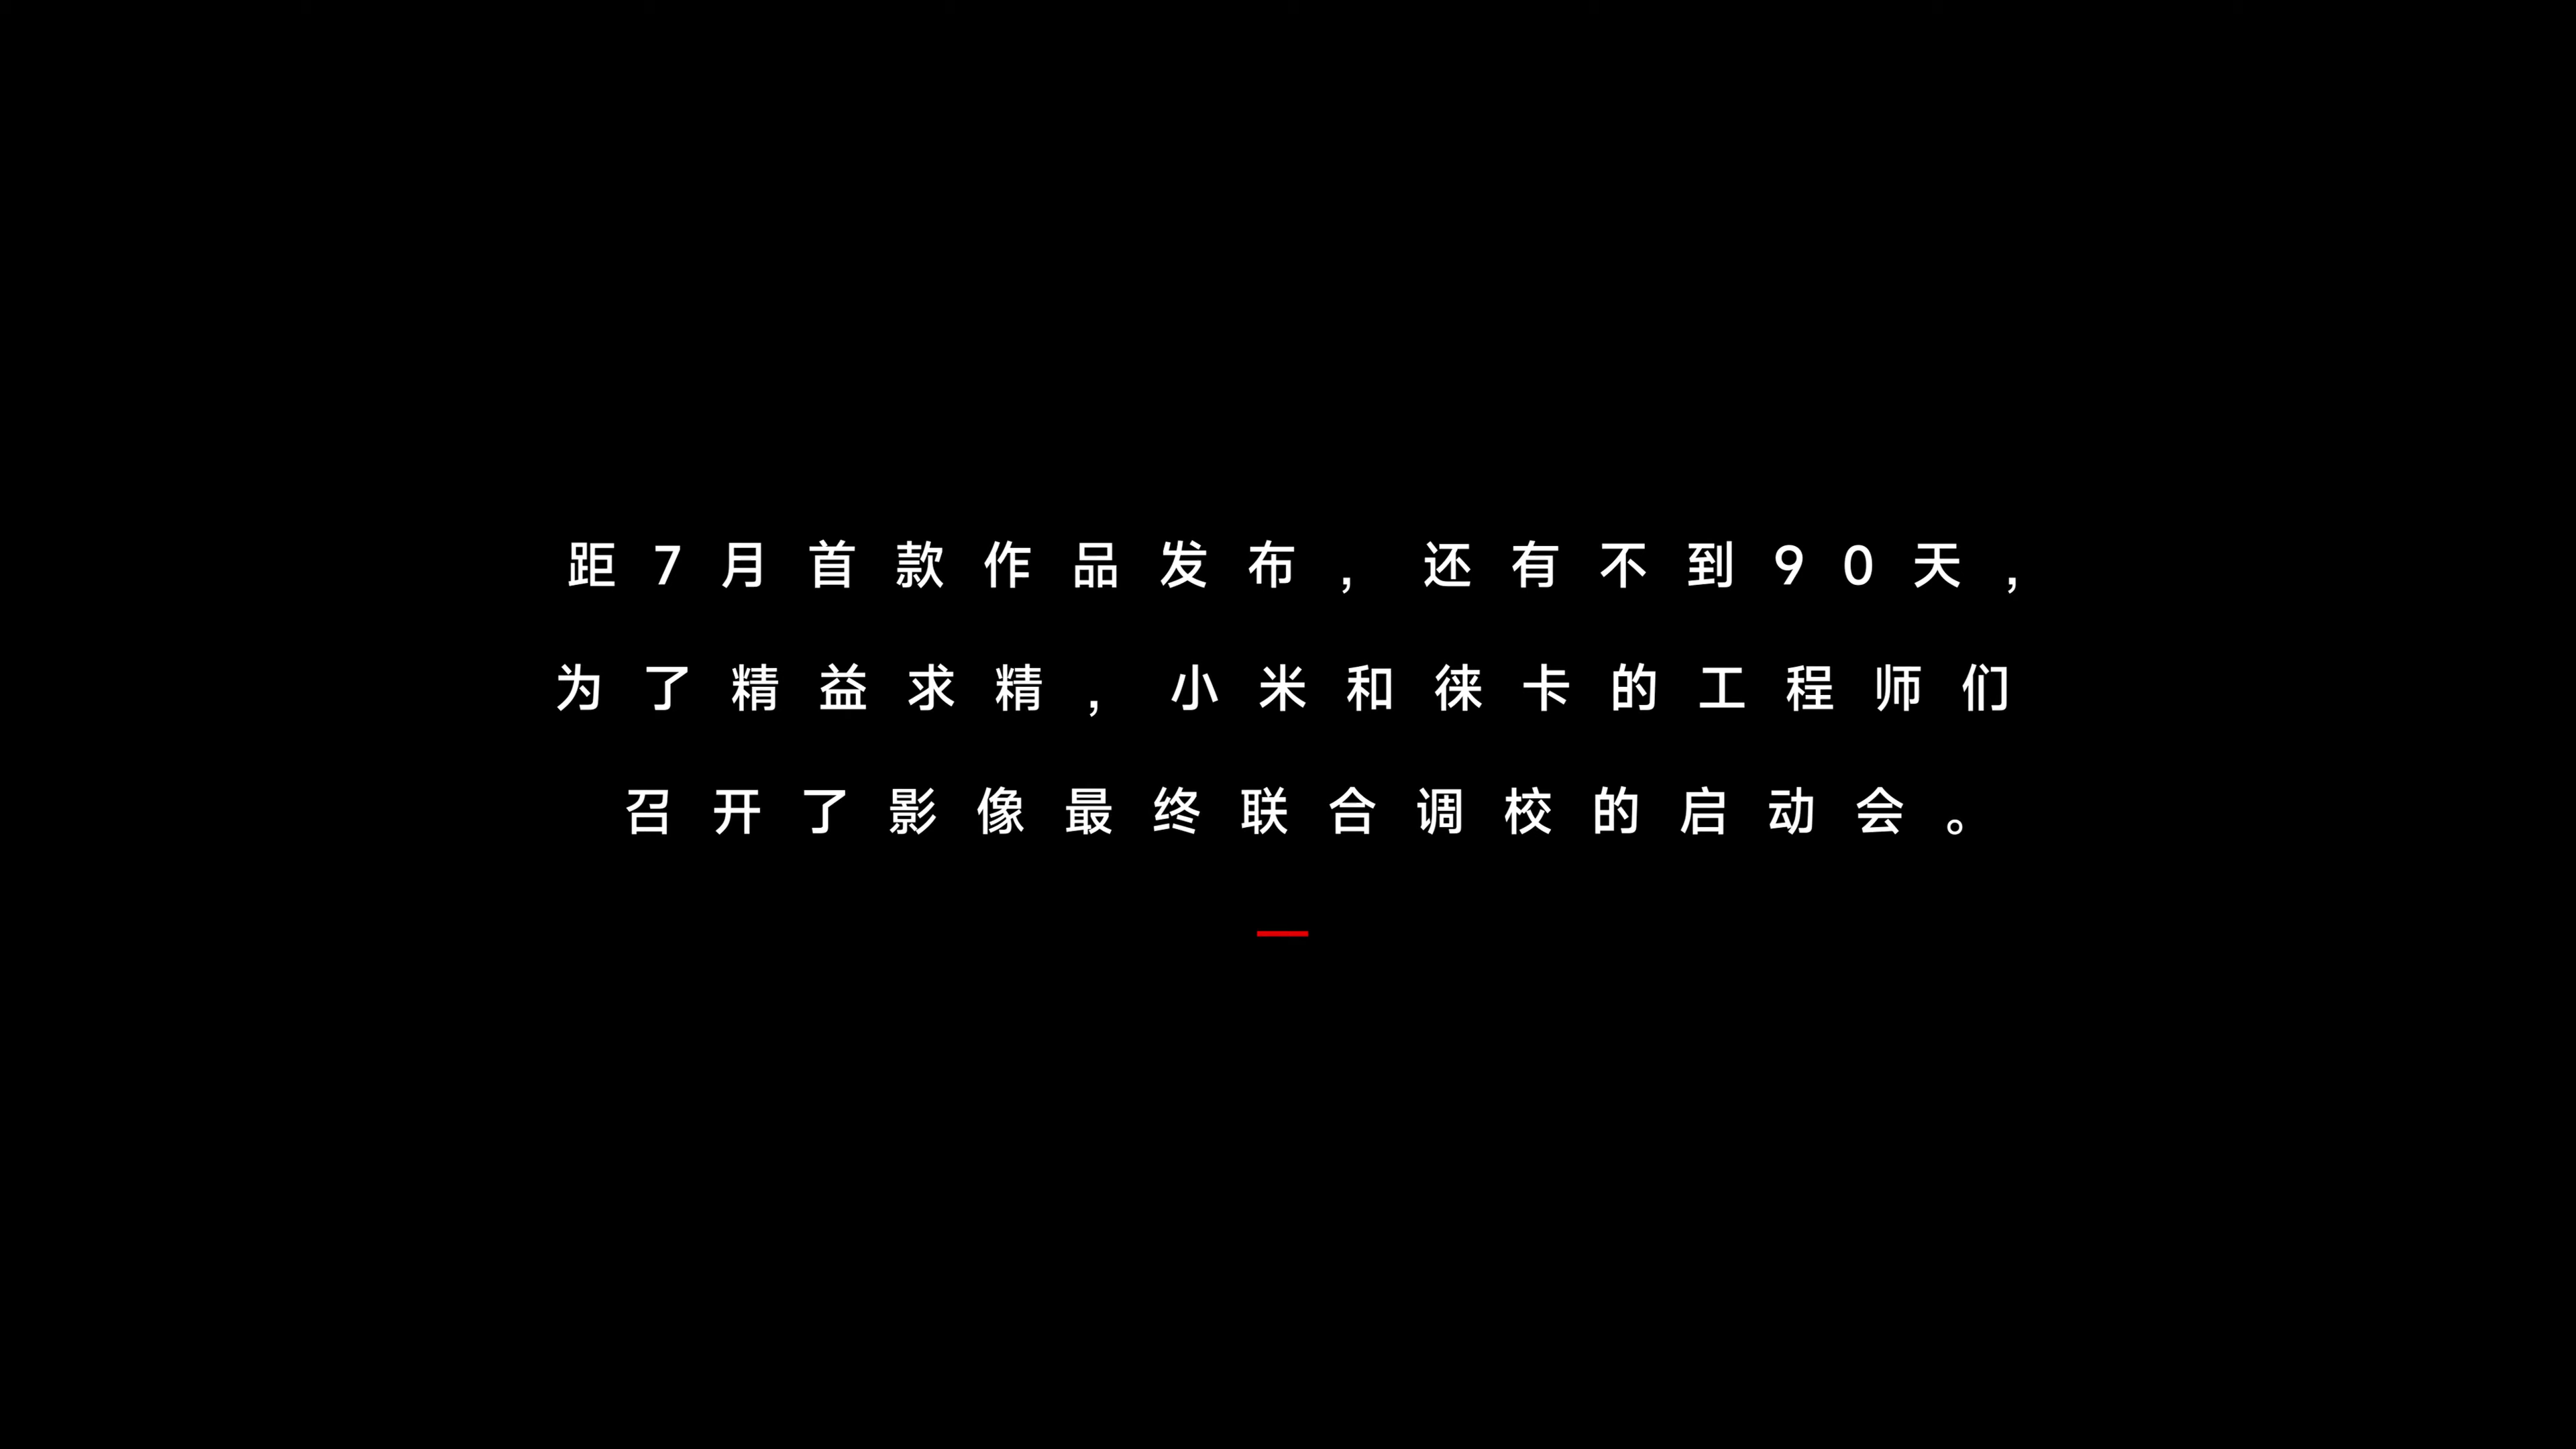 距7月首款作品发布，还有不到90天，
为了精益求精，小米和徕卡的工程师们
召开了影像最终联合调校的启动会。